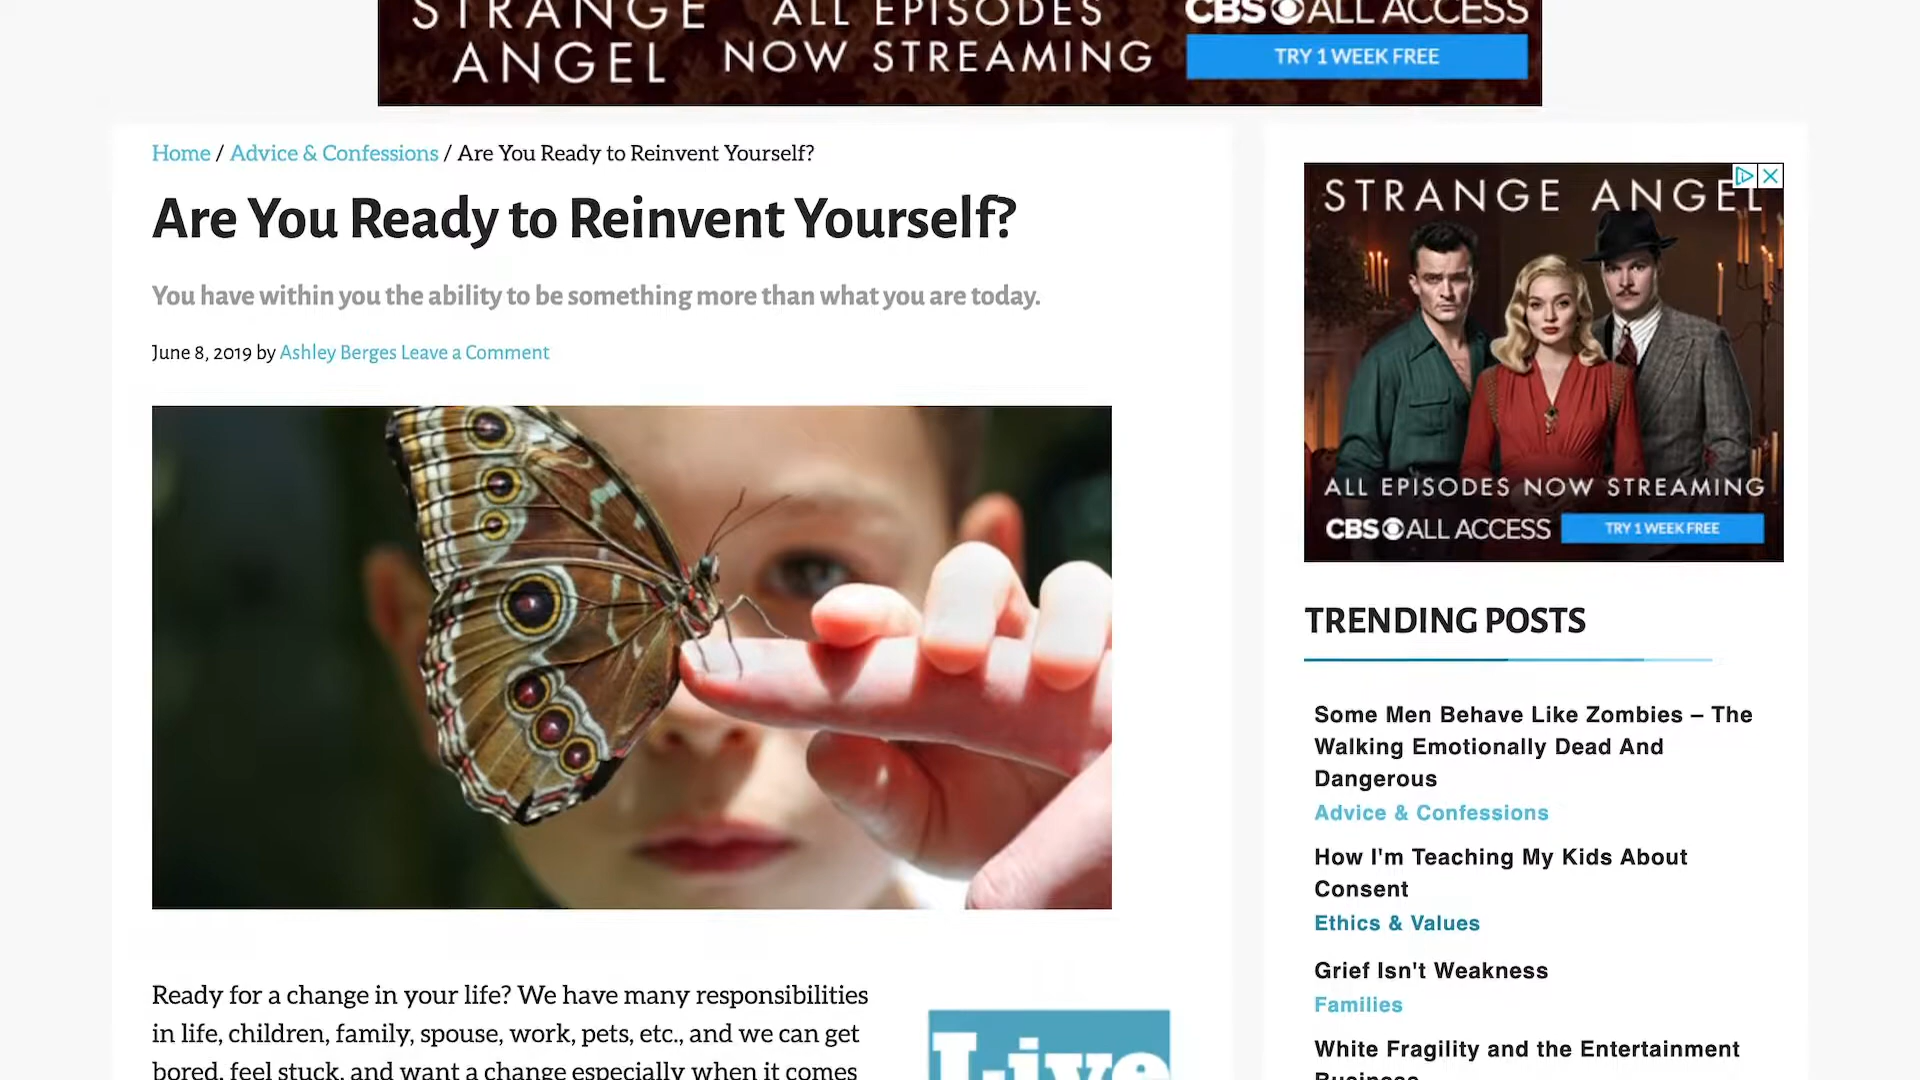 STRANGE
ANGEL
ALL EPISODES
NOW STREAMING
CBS ALL ACCESS
TRY 1 WEEK FREE
Home / Advice & Confessions / Are You Ready to Reinvent Yourself?
Are You Ready to Reinvent Yourself?
You have within you the ability to be something more than what you are today.
June 8, 2019 by Ashley Berges Leave a Comment
Ready for a change in your life? We have many responsibilities
in life, children, family, spouse, work, pets, etc., and we can get
bored, feel stuck, and want a change especially when it comes
Live
STRANGE ANGEL
ALL EPISODES NOW STREAMING
CBS ALL ACCESS
TRY 1 WEEK FREE
TRENDING POSTS
Some Men Behave Like Zombies – The
Walking Emotionally Dead And
Dangerous
Advice & Confessions
How I'm Teaching My Kids About
Consent
Ethics & Values
Grief Isn't Weakness
Families
White Fragility and the Entertainment
Business